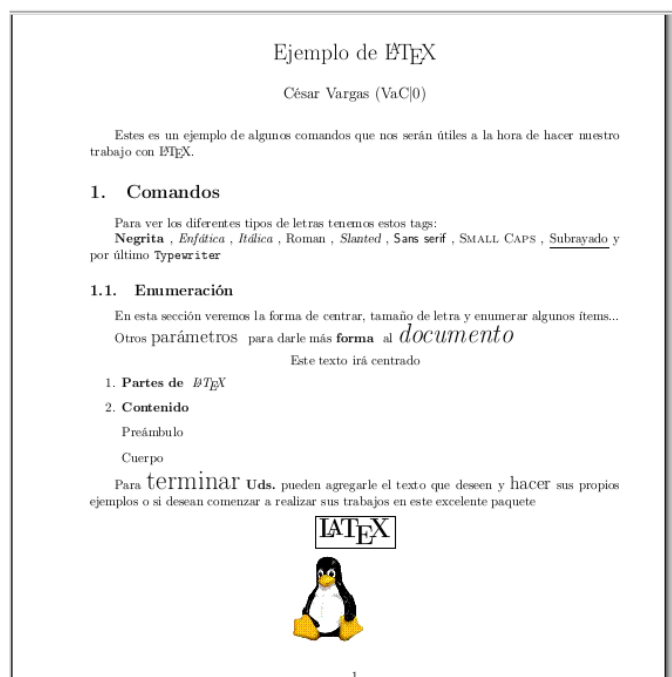 Ejemplo de LATEX
César Vargas (VaC|0)
Estes es un ejemplo de algunos comandos que nos serán útiles a la hora de hacer nuestro
trabajo con LATEX.
1. Comandos
Para ver los diferentes tipos de letras tenemos estos tags:
Negrita , Enfática , Itálica , Roman , Slanted , Sans serif , SMALL CAPS , Subrayado y
por último Typewriter
1.1. Enumeración
En esta sección veremos la forma de centrar, tamaño de letra y enumerar algunos ítems...
Otros parámetros para darle más forma al documento
Este texto irá centrado
1. Partes de LATEX
2. Contenido
Preámbulo
Cuerpo
Para terminar Uds. pueden agregarle el texto que deseen y hacer sus propios
ejemplos o si desean comenzar a realizar sus trabajos en este excelente paquete
LATEX
1